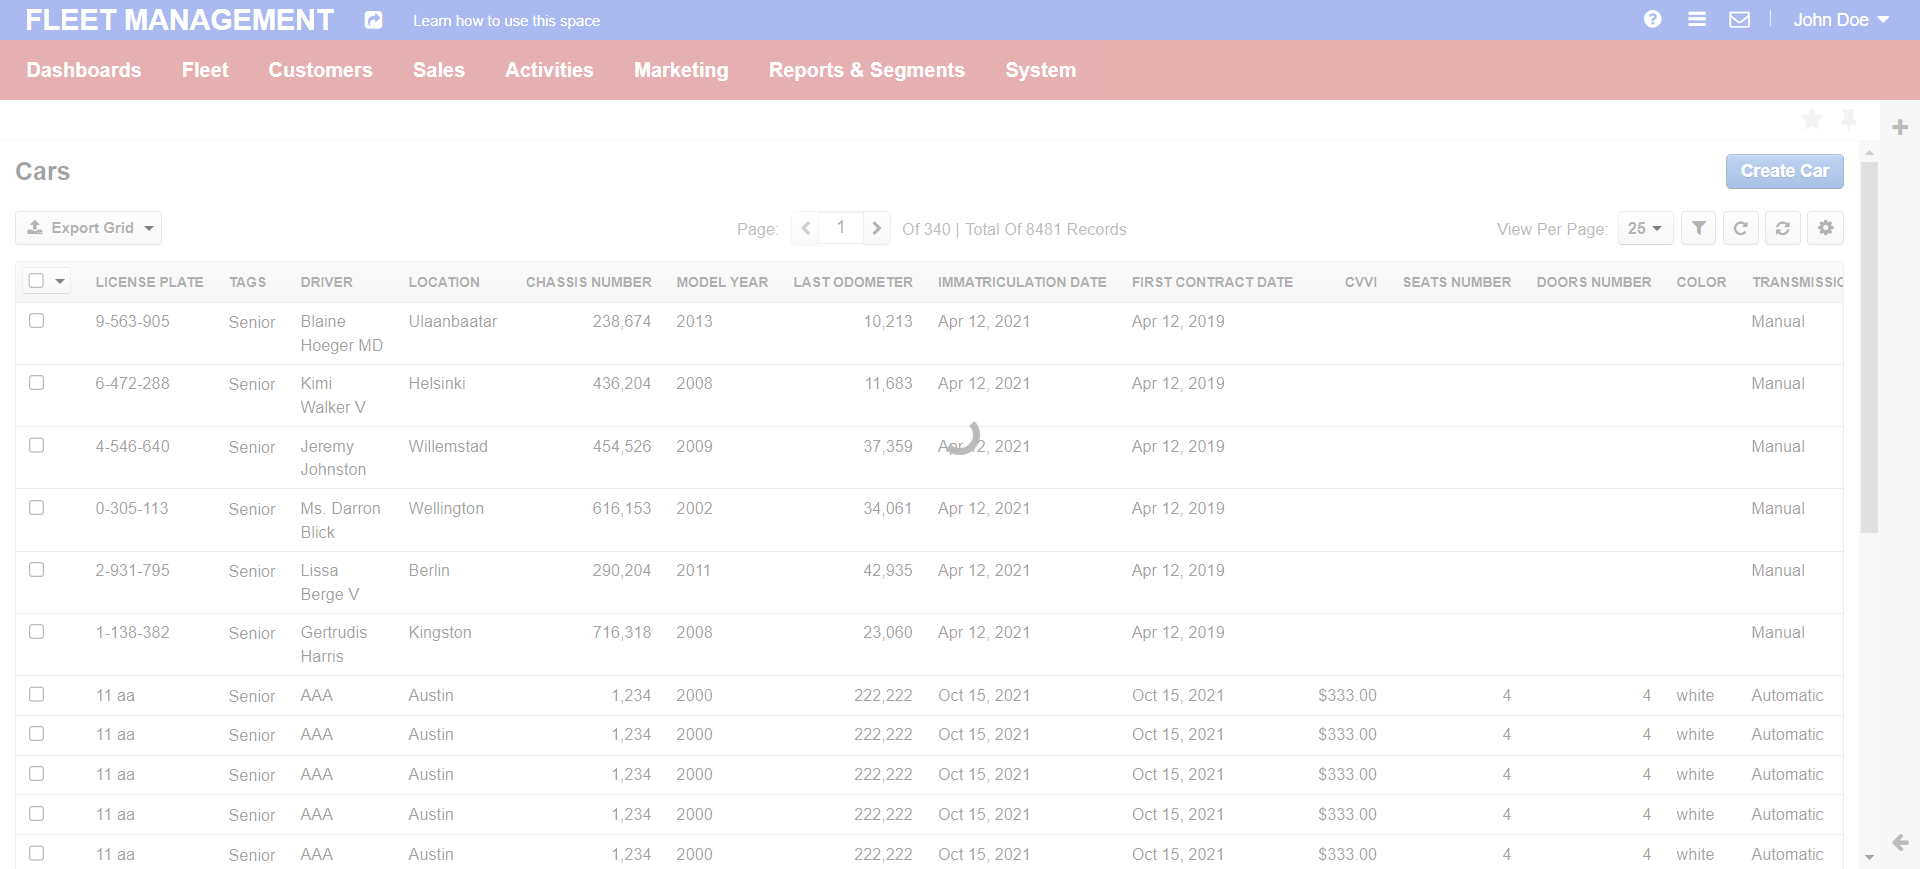 FLEET MANAGEMENT Learn how to use this space John Doe
Dashboards Fleet Customers Sales Activities Marketing Reports & Segments System
Cars Create Car
Export Grid Page: 1 Of 340 | Total Of 8481 Records View Per Page: 25
LICENSE PLATE TAGS DRIVER LOCATION CHASSIS NUMBER MODEL YEAR LAST ODOMETER IMMATRICULATION DATE FIRST CONTRACT DATE CVVI SEATS NUMBER DOORS NUMBER COLOR TRANSMISSIO
9-563-905 Senior Blaine Ulaanbaatar 238,674 2013 10,213 Apr 12, 2021 Apr 12, 2019 Manual
Hoeger MD
6-472-288 Senior Kimi Helsinki 436,204 2008 11,683 Apr 12, 2021 Apr 12, 2019 Manual
Walker V
4-546-640 Senior Jeremy Willemstad 454,526 2009 37,359 Apr 12, 2021 Apr 12, 2019 Manual
Johnston
0-305-113 Senior Ms. Darron Wellington 616,153 2002 34,061 Apr 12, 2021 Apr 12, 2019 Manual
Blick
2-931-795 Senior Lissa Berlin 290,204 2011 42,935 Apr 12, 2021 Apr 12, 2019 Manual
Berge V
1-138-382 Senior Gertrudis Kingston 716,318 2008 23,060 Apr 12, 2021 Apr 12, 2019 Manual
Harris
11 aa Senior AAA Austin 1,234 2000 222,222 Oct 15, 2021 Oct 15, 2021 $333.00 4 4 white Automatic
11 aa Senior AAA Austin 1,234 2000 222,222 Oct 15, 2021 Oct 15, 2021 $333.00 4 4 white Automatic
11 aa Senior AAA Austin 1,234 2000 222,222 Oct 15, 2021 Oct 15, 2021 $333.00 4 4 white Automatic
11 aa Senior AAA Austin 1,234 2000 222,222 Oct 15, 2021 Oct 15, 2021 $333.00 4 4 white Automatic
11 aa Senior AAA Austin 1,234 2000 222,222 Oct 15, 2021 Oct 15, 2021 $333.00 4 4 white Automatic